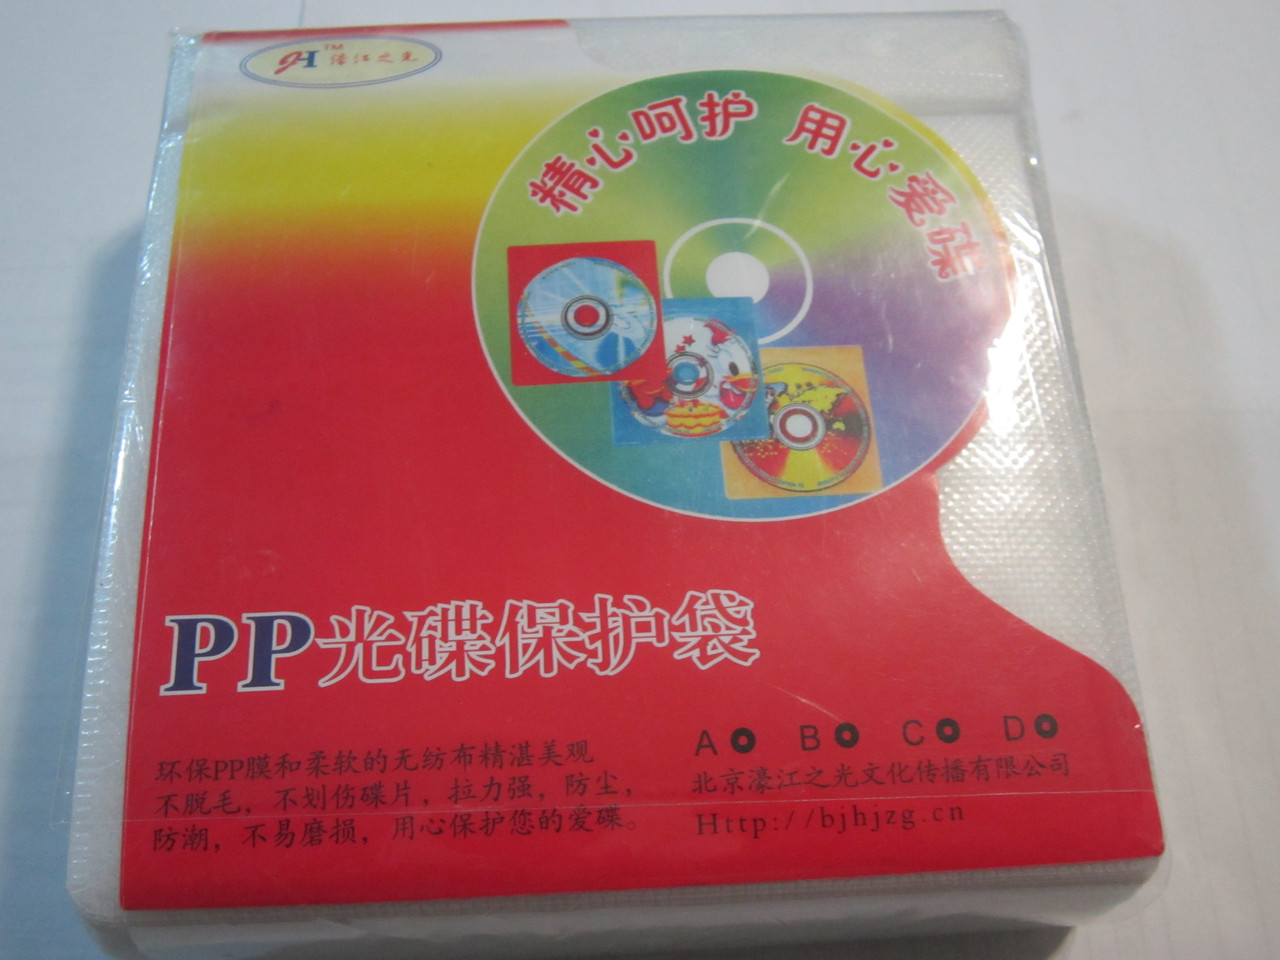 JH TM 濠江之光
精心呵护 用心爱碟
PP光碟保护袋
环保PP膜和柔软的无纺布精湛美观
不脱毛，不划伤碟片，拉力强，防尘，
防潮，不易磨损，用心保护您的爱碟。
A B C D
北京濠江之光文化传播有限公司
Http://bjhjzg.cn